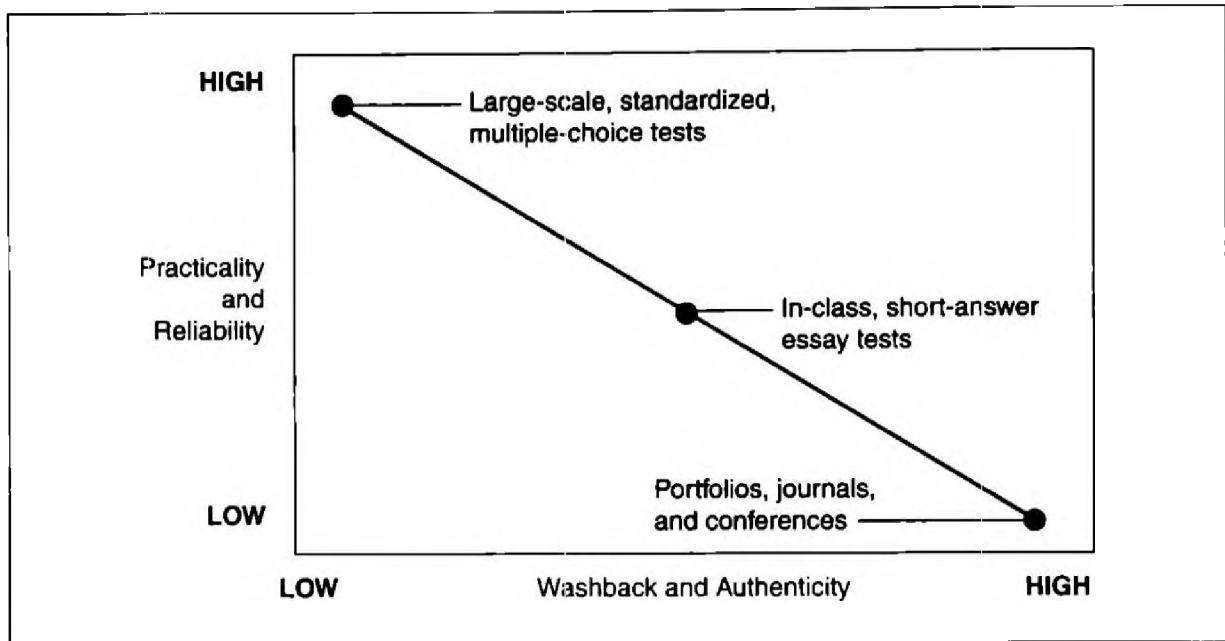 HIGH
Large-scale, standardized,
multiple-choice tests
Practicality
and
Reliability
In-class, short-answer
essay tests
Portfolios, journals,
and conferences
LOW
LOW
Washback and Authenticity
HIGH